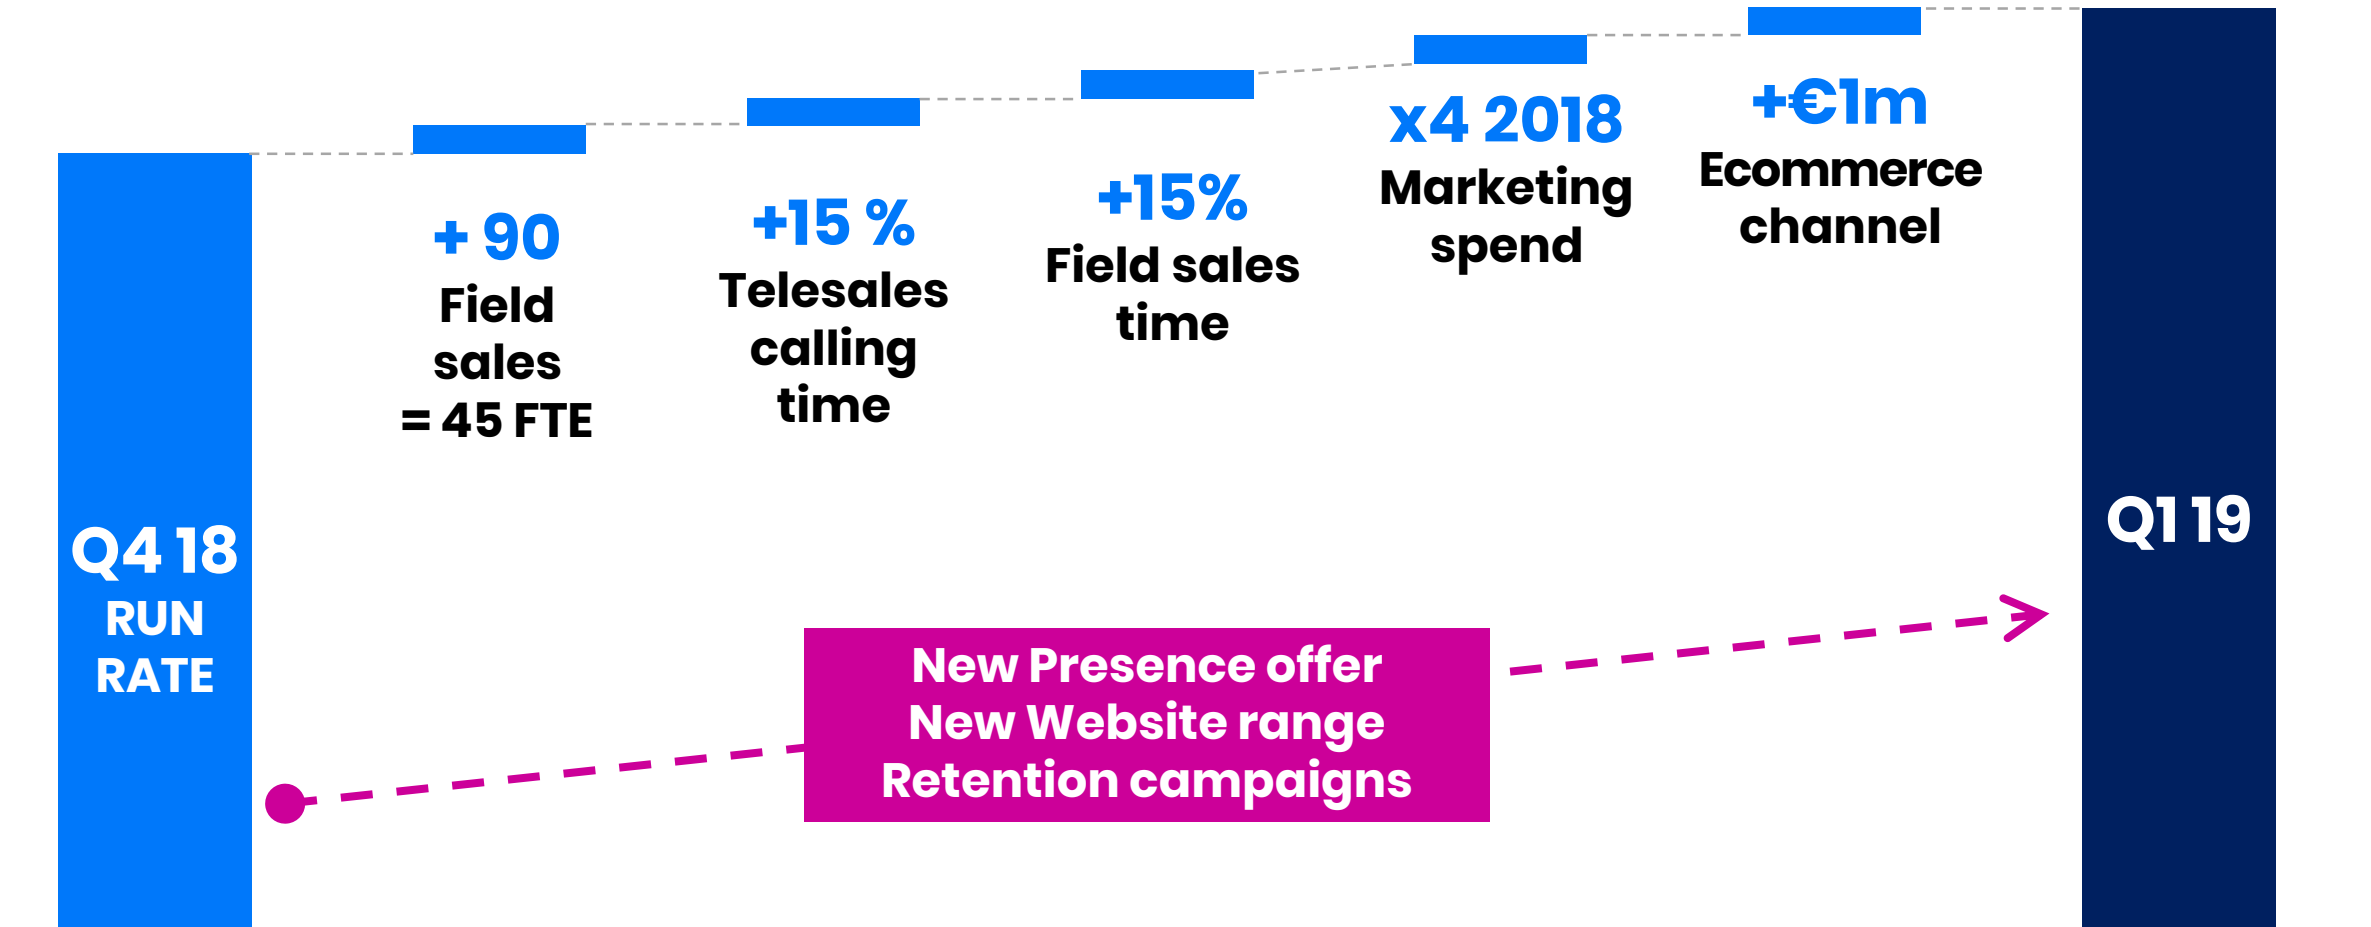 Q4 18
RUN
RATE
+ 90
Field
sales
= 45 FTE
+15 %
Telesales
calling
time
+15%
Field sales
time
x4 2018
Marketing
spend
+€1m
Ecommerce
channel
Q1 19
New Presence offer
New Website range
Retention campaigns